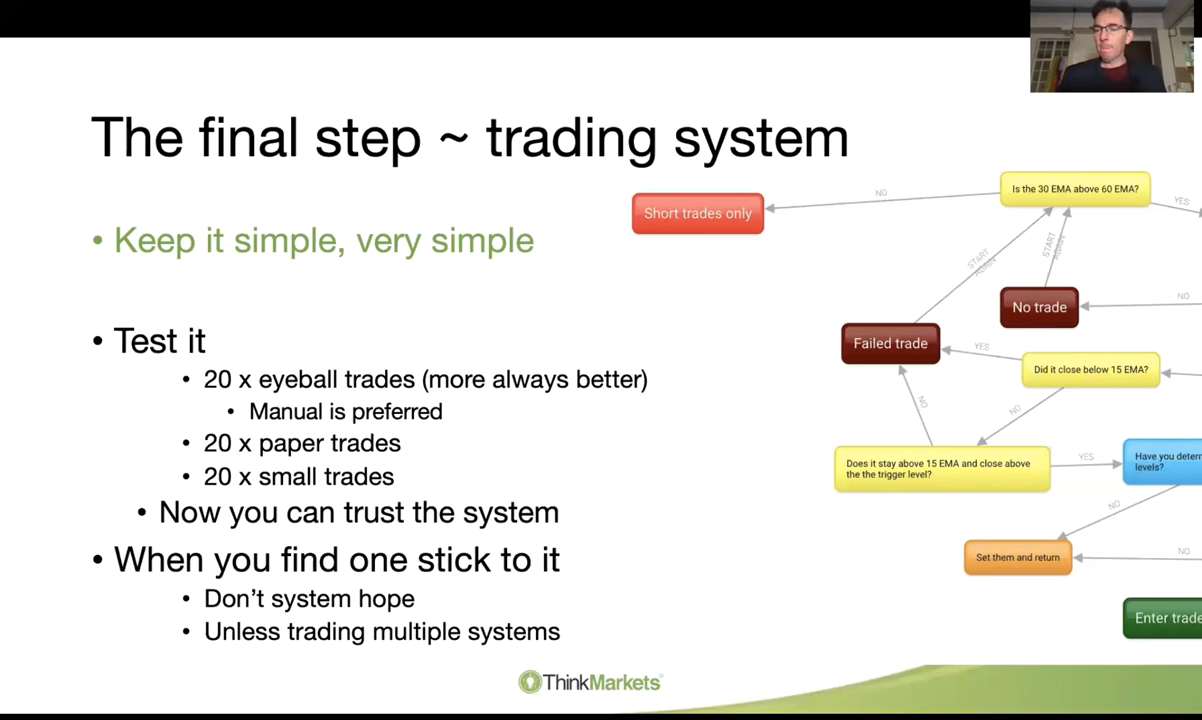 The final step ~ trading system
• Keep it simple, very simple
• Test it
• 20 x eyeball trades (more always better)
• Manual is preferred
• 20 x paper trades
• 20 x small trades
• Now you can trust the system
• When you find one stick to it
• Don't system hope
• Unless trading multiple systems
Is the 30 EMA above 60 EMA?
NO
YES
Short trades only
START
AGAIN
START
AGAIN
No trade
NO
Failed trade
YES
Did it close below 15 EMA?
NO
NO
Does it stay above 15 EMA and close above
the the trigger level?
YES
Have you deter
levels?
NO
Set them and return
NO
Enter trade
ThinkMarkets